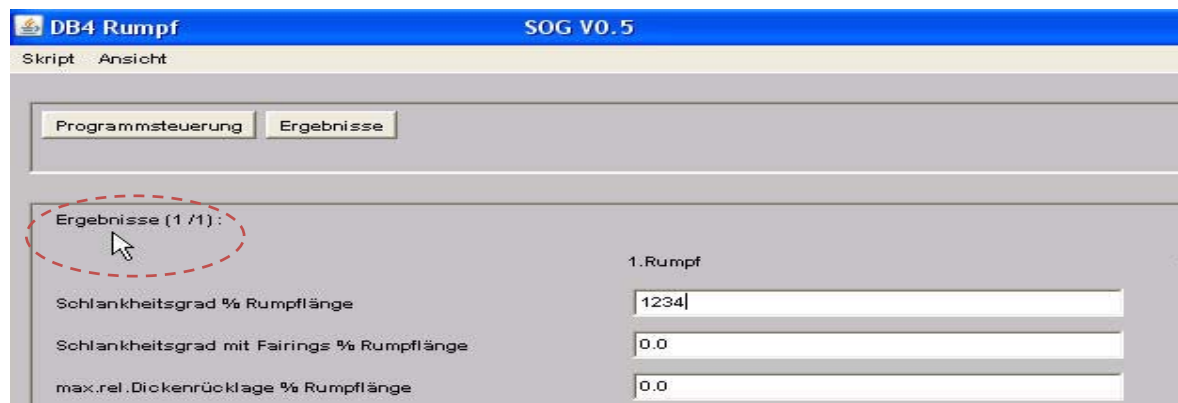 DB4 Rumpf SOG V0.5
Skript Ansicht
Programmsteuerung Ergebnisse
Ergebnisse (1 /1) :
1.Rumpf
Schlankheitsgrad % Rumpflänge 1234
Schlankheitsgrad mit Fairings % Rumpflänge 0.0
max.rel.Dickenrücklage % Rumpflänge 0.0